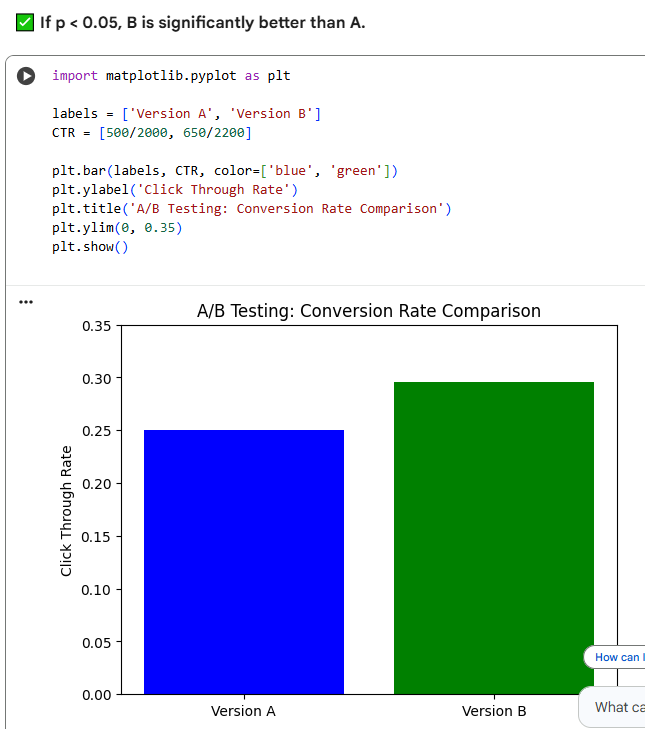 ✅ If p < 0.05, B is significantly better than A.
import matplotlib.pyplot as plt
labels = ['Version A', 'Version B']
CTR = [500/2000, 650/2200]
plt.bar(labels, CTR, color=['blue', 'green'])
plt.ylabel('Click Through Rate')
plt.title('A/B Testing: Conversion Rate Comparison')
plt.ylim(0, 0.35)
plt.show()
A/B Testing: Conversion Rate Comparison
0.35
0.30
0.25
0.20
0.15
0.10
0.05
0.00
Click Through Rate
Version A
Version B
How can
What